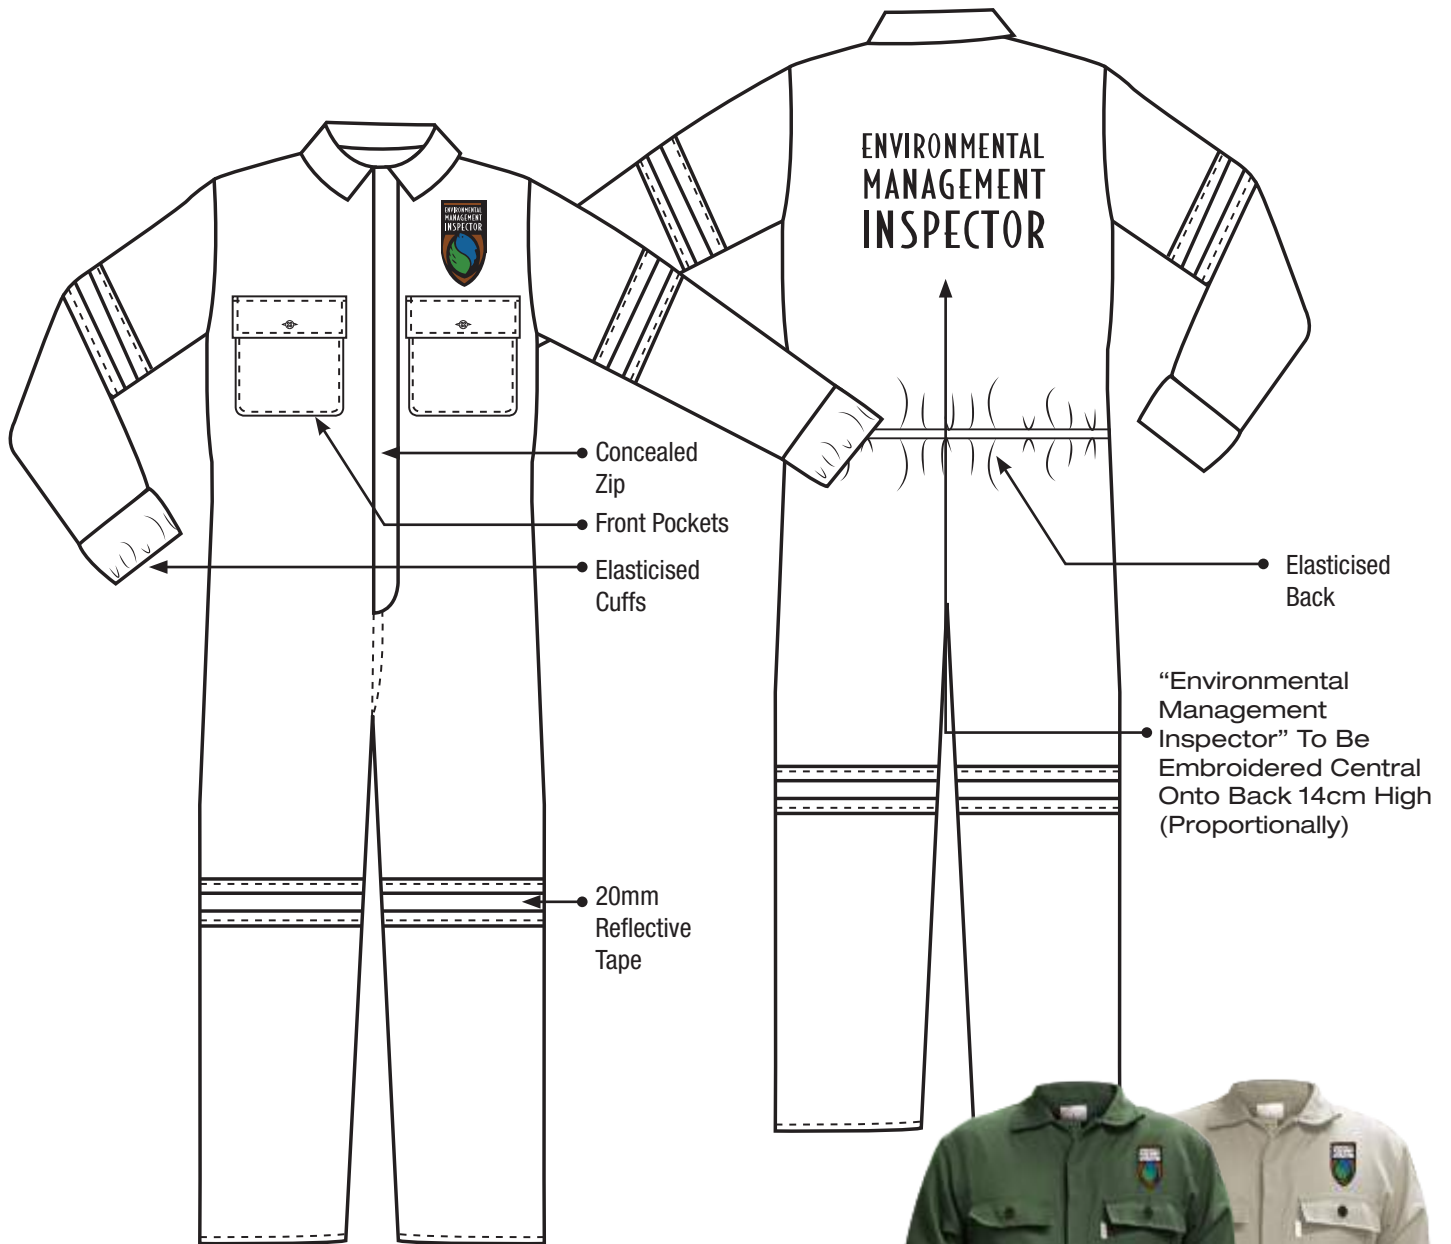 ENVIRONMENTAL
MANAGEMENT
INSPECTOR
ENVIRONMENTAL
MANAGEMENT
INSPECTOR
Concealed
Zip
Front Pockets
Elasticised
Cuffs
Elasticised
Back
“Environmental
Management
Inspector” To Be
Embroidered Central
Onto Back 14cm High
(Proportionally)
20mm
Reflective
Tape